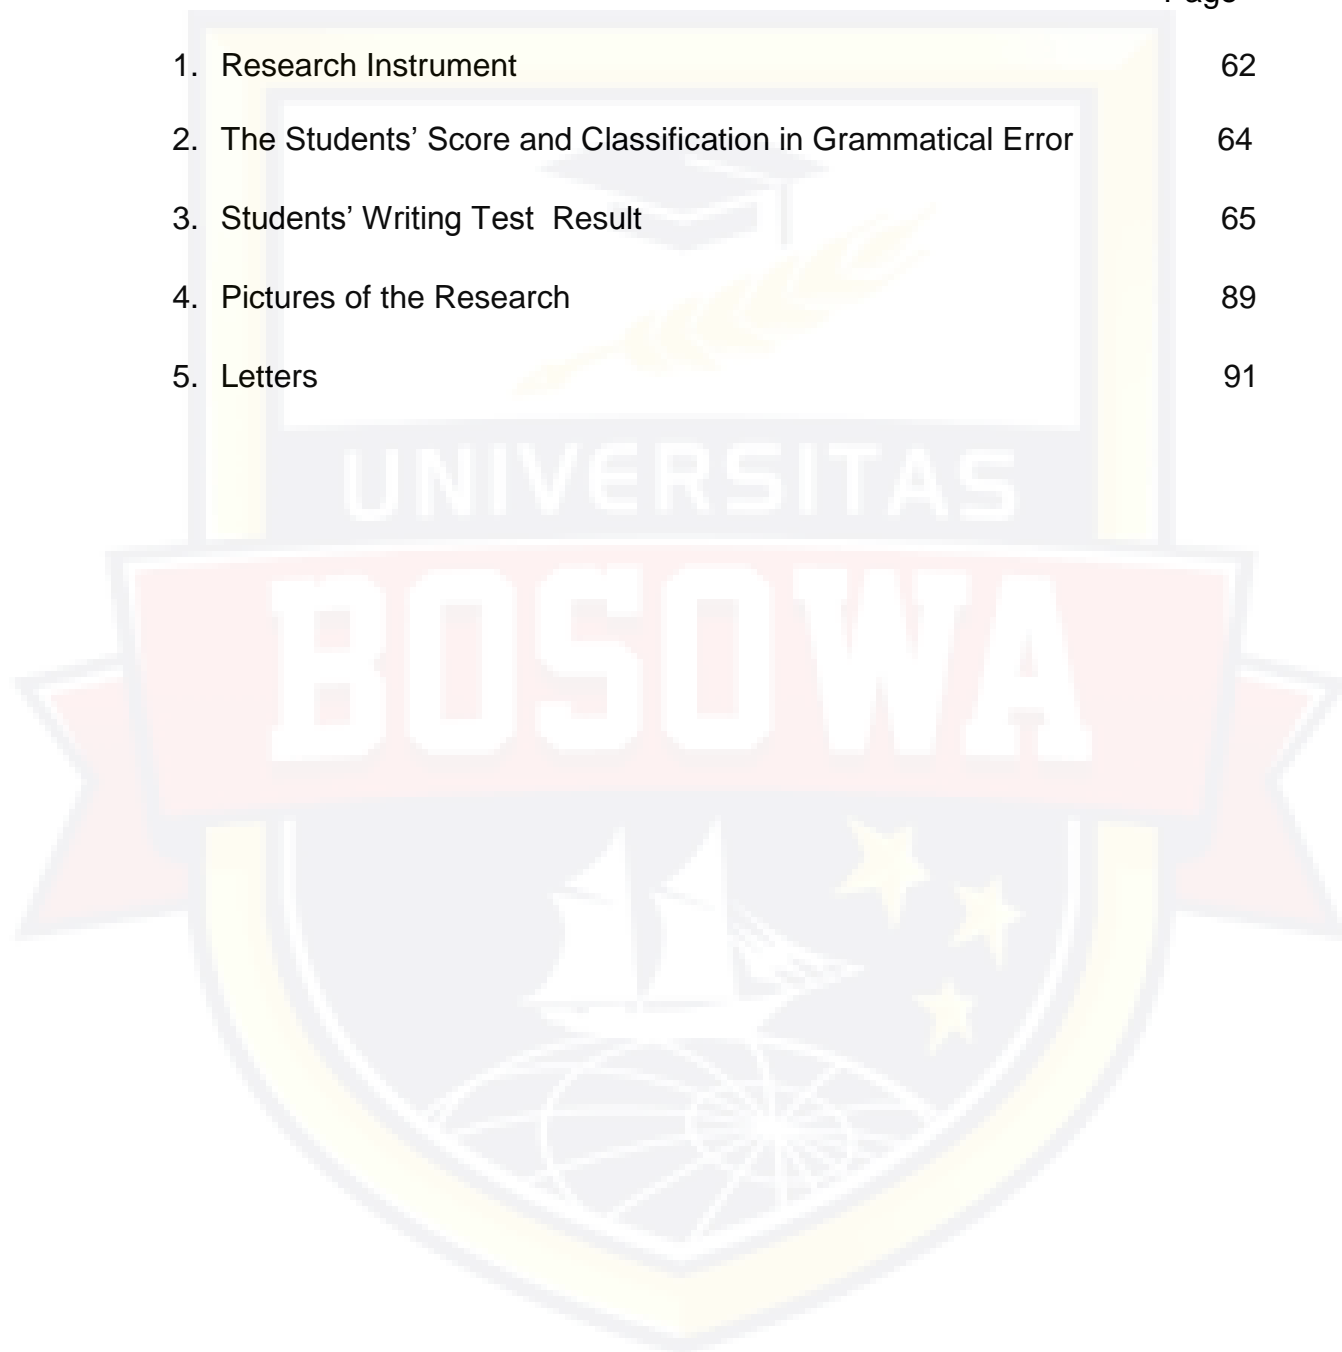 Page
1. Research Instrument 62
2. The Students’ Score and Classification in Grammatical Error 64
3. Students’ Writing Test Result 65
4. Pictures of the Research 89
5. Letters 91
UNIVERSITAS
BOSOWA